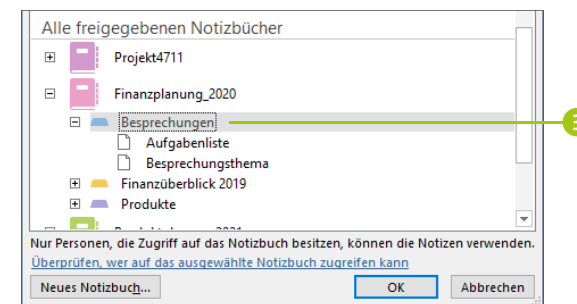 Alle freigegebenen Notizbücher
Projekt4711
Finanzplanung_2020
Besprechungen
Aufgabenliste
Besprechungsthema
Finanzüberblick 2019
Produkte
Nur Personen, die Zugriff auf das Notizbuch besitzen, können die Notizen verwenden.
Überprüfen, wer auf das ausgewählte Notizbuch zugreifen kann
Neues Notizbuch... OK Abbrechen